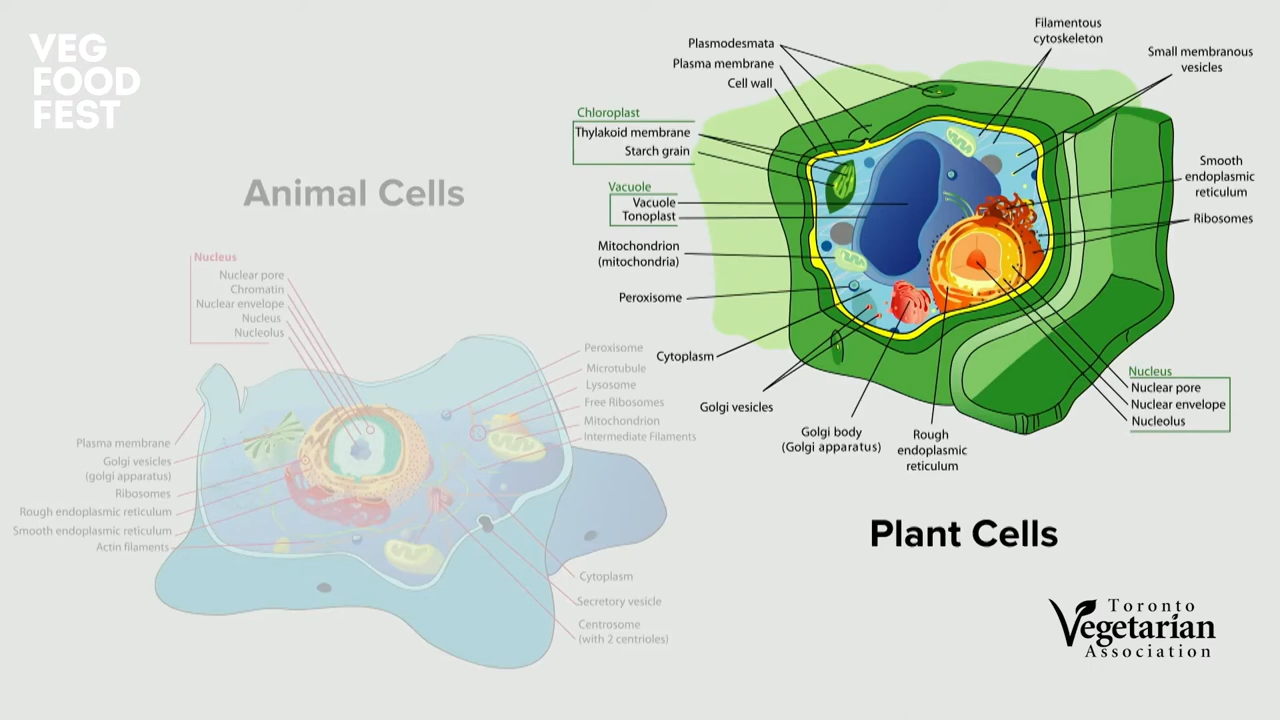 VEG
FOOD
FEST
Animal Cells
Nucleus
Nuclear pore
Chromatin
Nuclear envelope
Nucleus
Nucleolus
Plasma membrane
Golgi vesicles
(golgi apparatus)
Ribosomes
Rough endoplasmic reticulum
Smooth endoplasmic reticulum
Actin filaments
Peroxisome
Microtubule
Lysosome
Free Ribosomes
Mitochondrion
Intermediate Filaments
Cytoplasm
Secretory vesicle
Centrosome
(with 2 centrioles)
Plasmodesmata
Plasma membrane
Cell wall
Chloroplast
Thylakoid membrane
Starch grain
Vacuole
Vacuole
Tonoplast
Mitochondrion
(mitochondria)
Peroxisome
Cytoplasm
Golgi vesicles
Golgi body
(Golgi apparatus)
Rough
endoplasmic
reticulum
Filamentous
cytoskeleton
Small membranous
vesicles
Smooth
endoplasmic
reticulum
Ribosomes
Nucleus
Nuclear pore
Nuclear envelope
Nucleolus
Plant Cells
Toronto
Vegetarian
Association